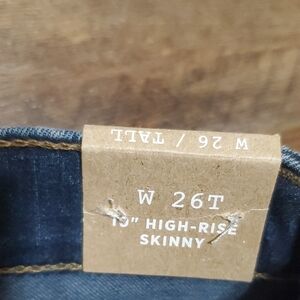 W 26 / TALL
W 26T
10" HIGH-RISE
SKINNY